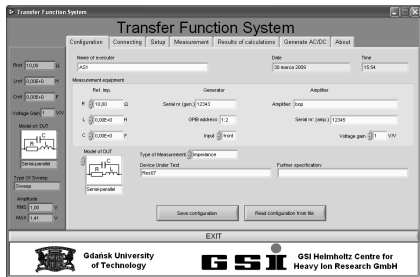 Transfer Function System
Transfer Function System
Configuration Connecting Setup Measurement Results of calculations Generate AC/DC About
Name of executer Date Time
AS1 30 marca 2009 15:54
Rref 10,00 Ω
Lref 0,00E+0 H
Cref 0,00E+0 F
Voltage Gain 1 V/V
Model of DUT
Serial-parallel
Type Of Sweep
Sweep
Amplitude
RMS 1,00 V
MAX 1,41 V
Measurement equipment
Ref. Imp. Generator Amplifier
R 10,00 Ω Serial nr (gen.) 12343 Amplifier bop
L 0,00E+0 H GPIB address 1:2 Serial nr. (amp.) 12345
C 0,00E+0 F Input front Voltage gain 1 V/V
Model of DUT Type of Measurement Impedance
Device Under Test Further specification
Res07
Serial-parallel
Save configuration Read configuration from file
EXIT
Gdańsk University
of Technology
GSI
GSI Helmholtz Centre for
Heavy Ion Research GmbH